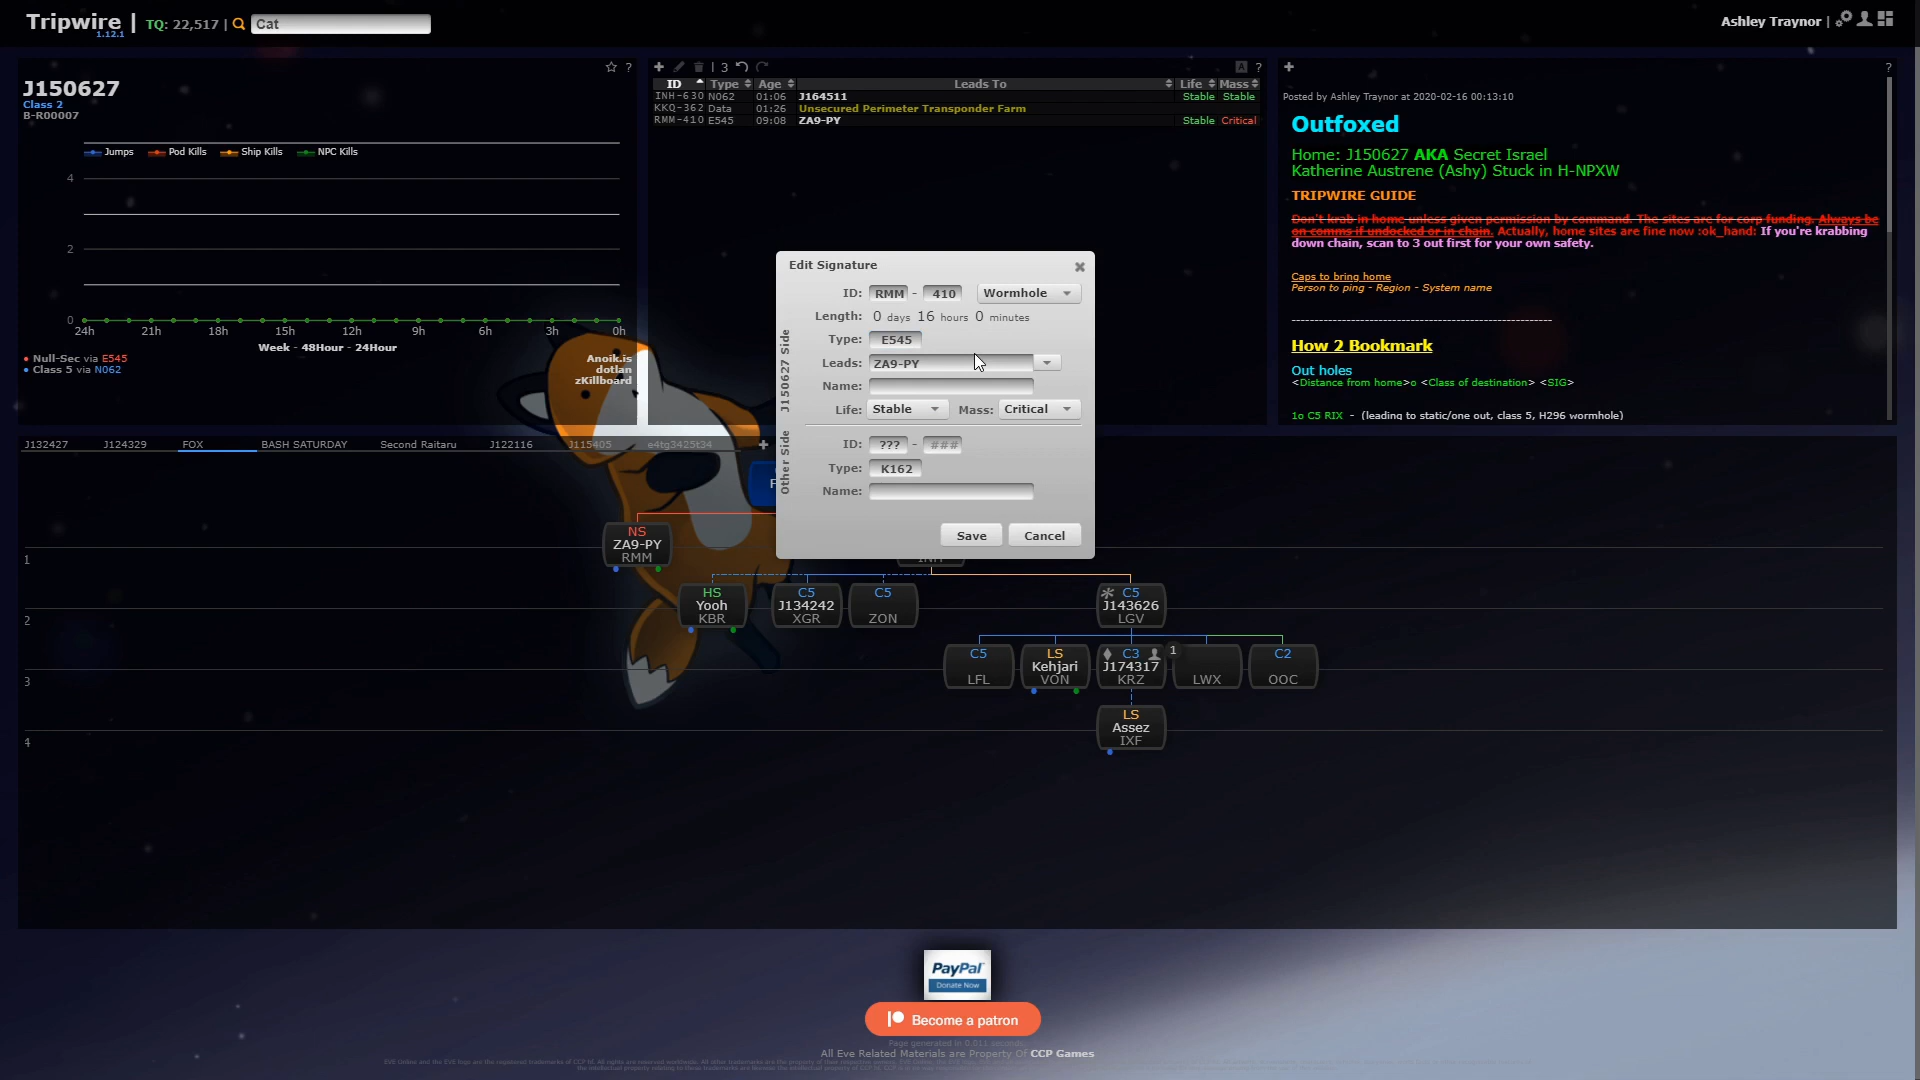 Tripwire | TQ: 22,517 | Cat
1.12.1
Ashley Traynor |
J150627
Class 2
B-R00007
Jumps Pod Kills Ship Kills NPC Kills
4
2
0
24h 21h 18h 15h 12h 9h 6h 3h 0h
Week - 48Hour - 24Hour
Null-Sec via E545
Class 5 via N062
Anoik.is
dotlan
zKillboard
| 3
ID Type Age Leads To Life Mass
INH-630 N062 01:06 J164511 Stable Stable
KKQ-362 Data 01:26 Unsecured Perimeter Transponder Farm
RMM-410 E545 09:08 ZA9-PY Stable Critical
Posted by Ashley Traynor at 2020-02-16 00:13:10
Outfoxed
Home: J150627 AKA Secret Israel
Katherine Austrene (Ashy) Stuck in H-NPXW
TRIPWIRE GUIDE
Don't krab in home unless given permission by command. The sites are for corp funding. Always be
on comms if undocked or in chain. Actually, home sites are fine now :ok_hand: If you're krabbing
down chain, scan to 3 out first for your own safety.
Caps to bring home
Person to ping - Region - System name
------------------------------------------------------------
How 2 Bookmark
Out holes
<Distance from home>o <Class of destination> <SIG>
1o C5 RIX - (leading to static/one out, class 5, H296 wormhole)
Edit Signature
ID: RMM - 410 Wormhole
Length: 0 days 16 hours 0 minutes
Type: E545
Leads: ZA9-PY
Name:
Life: Stable Mass: Critical
J150627 Side
ID: ??? - ###
Type: K162
Name:
Other Side
Save Cancel
J132427 J124329 FOX BASH SATURDAY Second Raitaru J122116 J115405 e4tg3425t34
F
1
2
3
4
NS
ZA9-PY
RMM
HS
Yooh
KBR
C5
J134242
XGR
C5
ZON
C5
J143626
LGV
C5
LFL
LS
Kehjari
VON
C3
J174317
KRZ
1
LWX
C2
OOC
LS
Assez
IXF
PayPal
Donate Now
Become a patron
Page generated in 0.011 seconds.
All Eve Related Materials are Property Of CCP Games